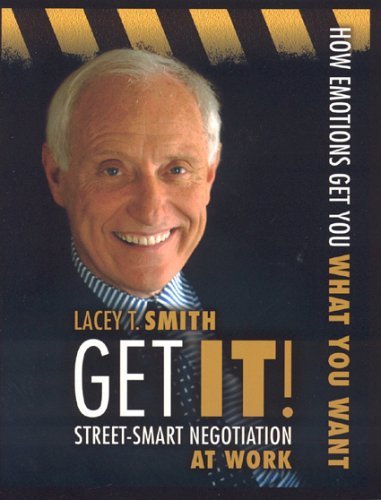 HOW EMOTIONS GET YOU WHAT YOU WANT
LACEY T. SMITH
GET IT!
STREET-SMART NEGOTIATION
AT WORK